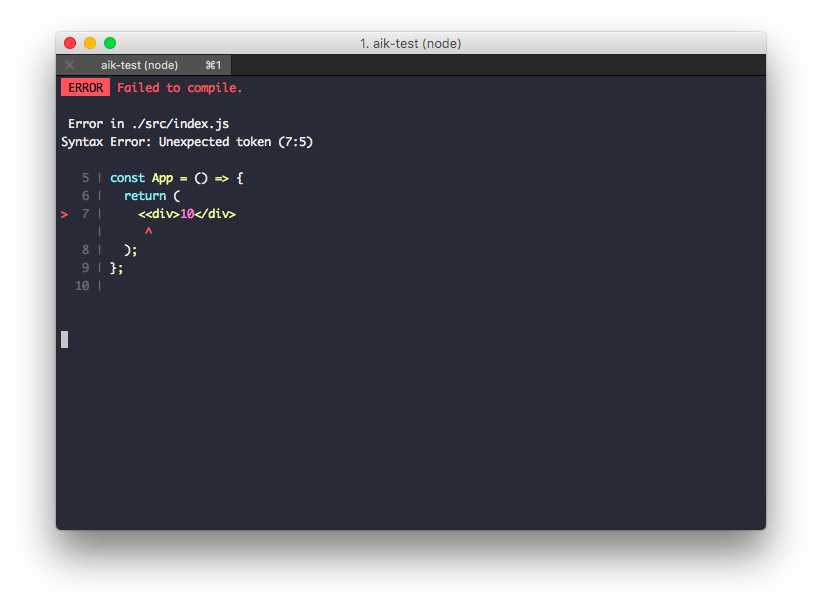 1. aik-test (node)
aik-test (node) ⌘1
ERROR Failed to compile.
Error in ./src/index.js
Syntax Error: Unexpected token (7:5)
5 | const App = () => {
6 |   return (
> 7 |     <<div>10</div>
|      ^
8 |   );
9 | };
10 |